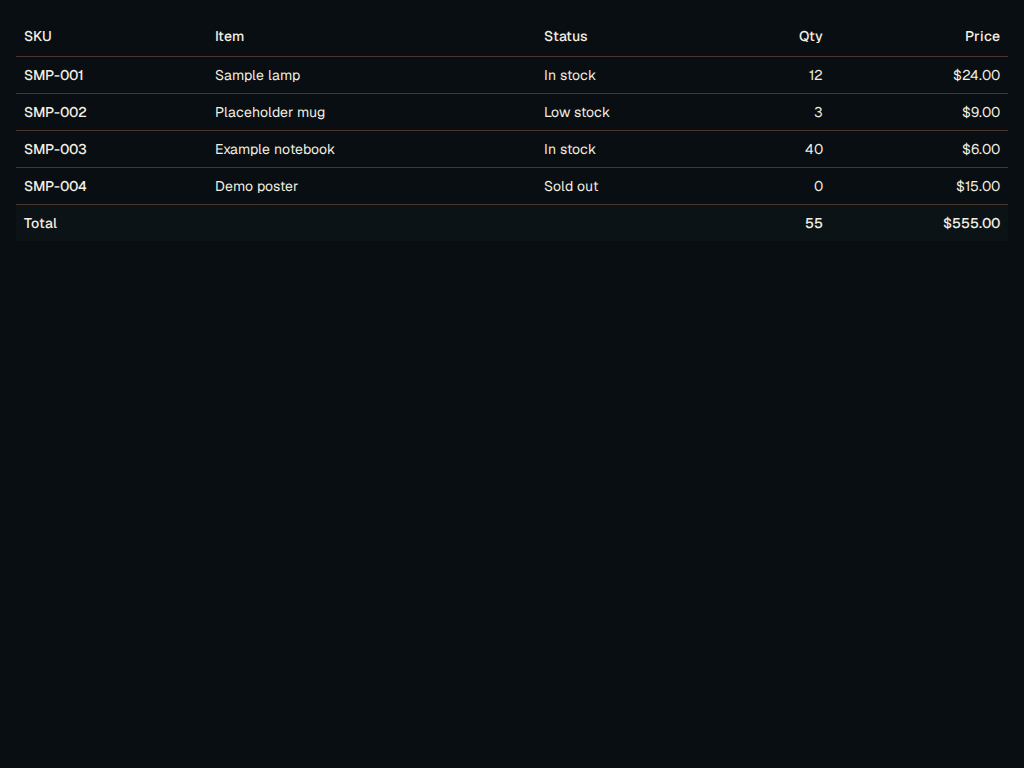 SKU Item Status Qty Price
SMP-001 Sample lamp In stock 12 $24.00
SMP-002 Placeholder mug Low stock 3 $9.00
SMP-003 Example notebook In stock 40 $6.00
SMP-004 Demo poster Sold out 0 $15.00
Total 55 $555.00